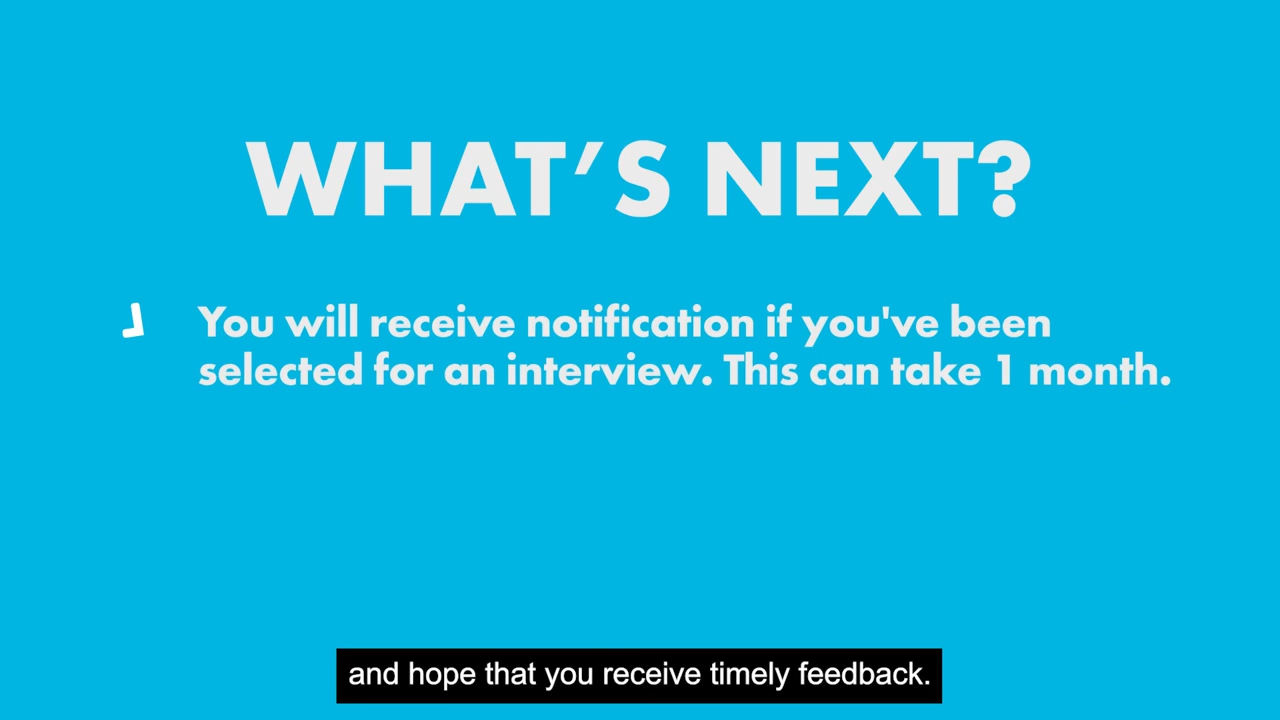 WHAT’S NEXT?
You will receive notification if you've been
selected for an interview. This can take 1 month.
and hope that you receive timely feedback.